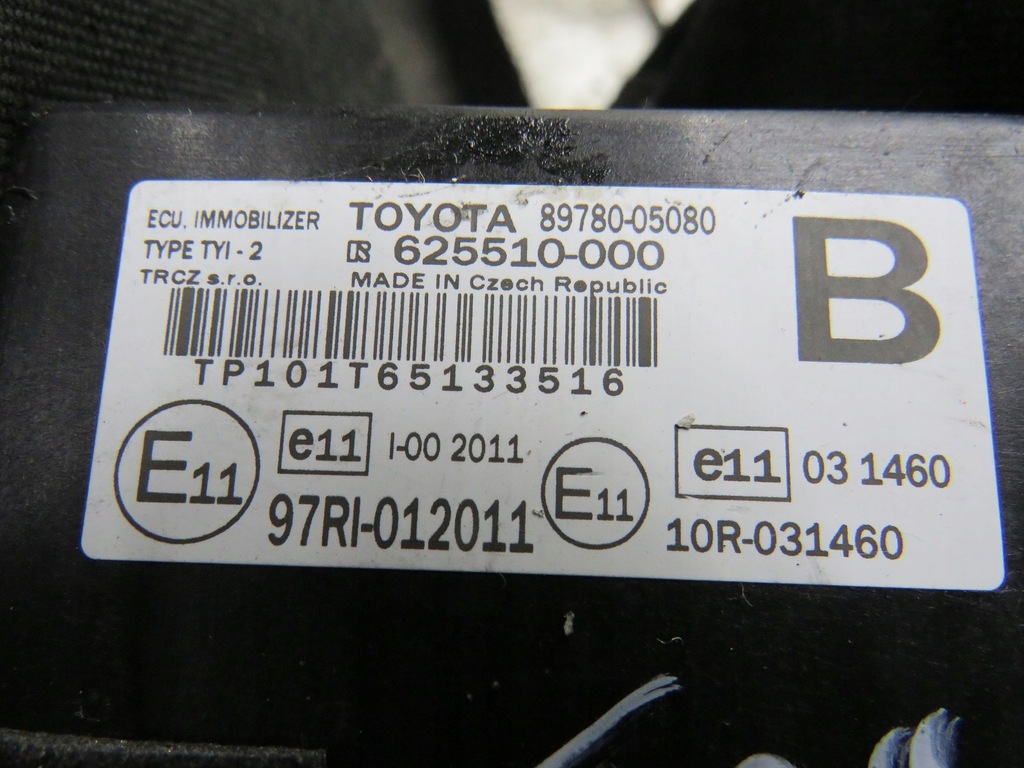 ECU, IMMOBILIZER TOYOTA 89780-05080
TYPE TYI - 2 625510-000
TRCZ s.r.o. MADE IN Czech Republic
B
TP101T65133516
E11 e11 I-00 2011 E11 e11 03 1460
97RI-012011 10R-031460